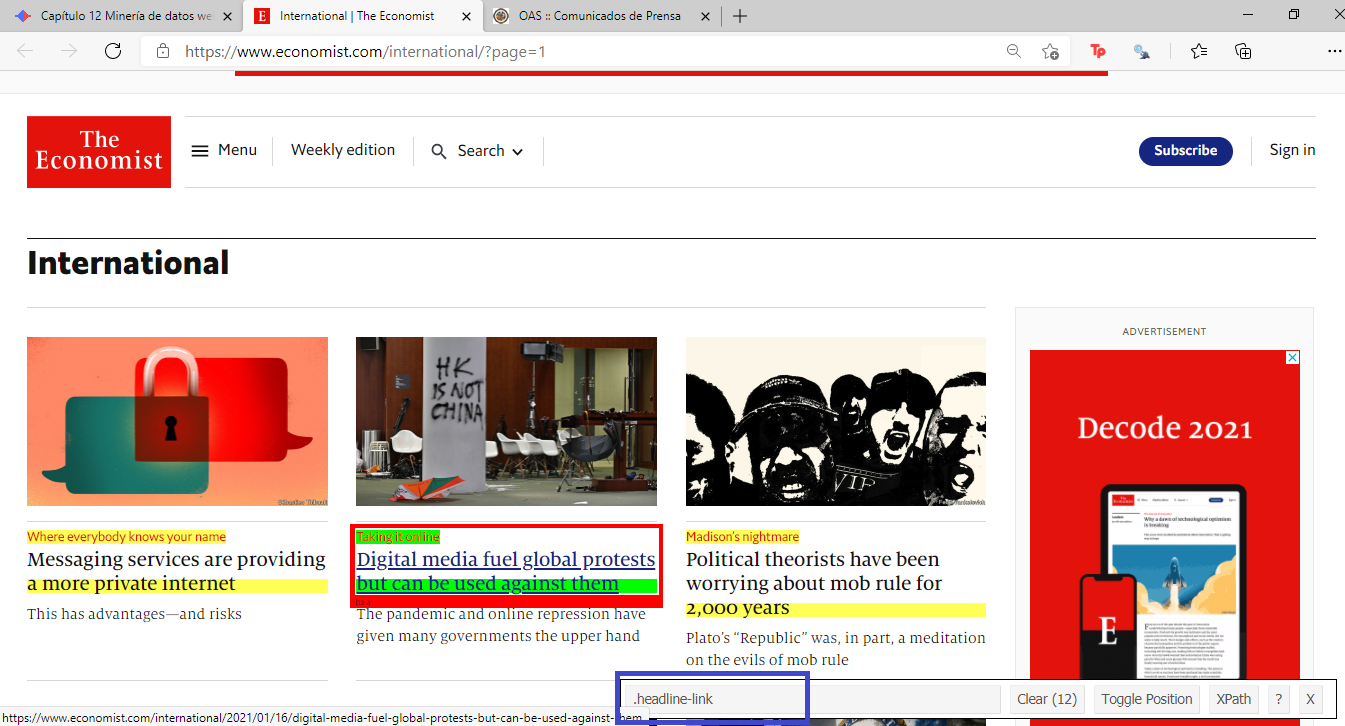 Capítulo 12 Minería de datos we
International | The Economist
OAS :: Comunicados de Prensa
https://www.economist.com/international/?page=1
The
Economist
Menu
Weekly edition
Search
Subscribe
Sign in
International
ADVERTISEMENT
HK
IS NOT
CHINA
VIP
Decode 2021
Why a dawn of technological optimism
is breaking
E
Where everybody knows your name
Messaging services are providing
a more private internet
This has advantages—and risks
Taking it online
Digital media fuel global protests
but can be used against them
The pandemic and online repression have
given many governments the upper hand
Madison's nightmare
Political theorists have been
worrying about mob rule for
2,000 years
Plato's “Republic” was, in part, a meditation
on the evils of mob rule
.headline-link
Clear (12)
Toggle Position
XPath
?
X
https://www.economist.com/international/2021/01/16/digital-media-fuel-global-protests-but-can-be-used-against-them